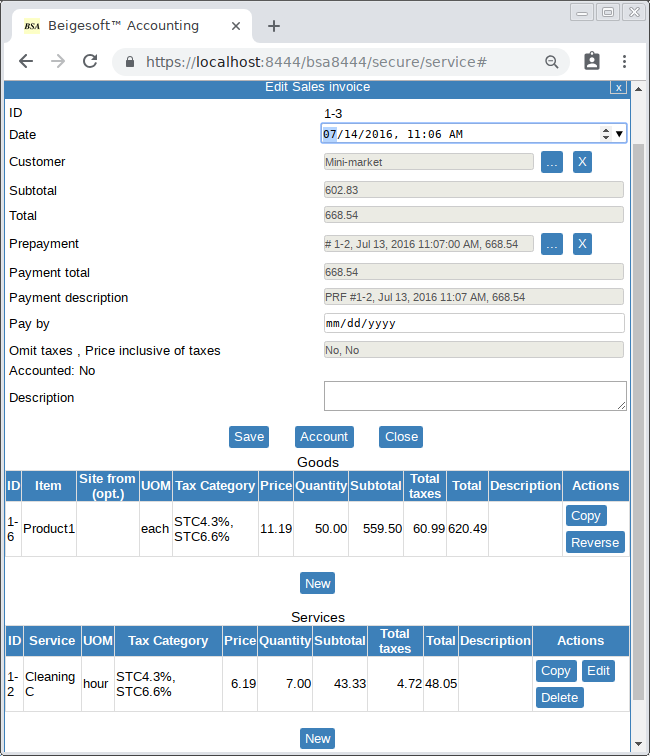 BSA Beigesoft™ Accounting
https://localhost:8444/bsa8444/secure/service#
Edit Sales invoice x
ID 1-3
Date 07/14/2016, 11:06 AM
Customer Mini-market ... X
Subtotal 602.83
Total 668.54
Prepayment # 1-2, Jul 13, 2016 11:07:00 AM, 668.54 ... X
Payment total 668.54
Payment description PRF #1-2, Jul 13, 2016 11:07 AM, 668.54
Pay by mm/dd/yyyy
Omit taxes , Price inclusive of taxes No, No
Accounted: No
Description
Save Account Close
Goods
ID Item Site from (opt.) UOM Tax Category Price Quantity Subtotal Total taxes Total Description Actions
1-6 Product1 each STC4.3%, STC6.6% 11.19 50.00 559.50 60.99 620.49 Copy
Reverse
New
Services
ID Service UOM Tax Category Price Quantity Subtotal Total taxes Total Description Actions
1-2 Cleaning C hour STC4.3%, STC6.6% 6.19 7.00 43.33 4.72 48.05 Copy Edit
Delete
New